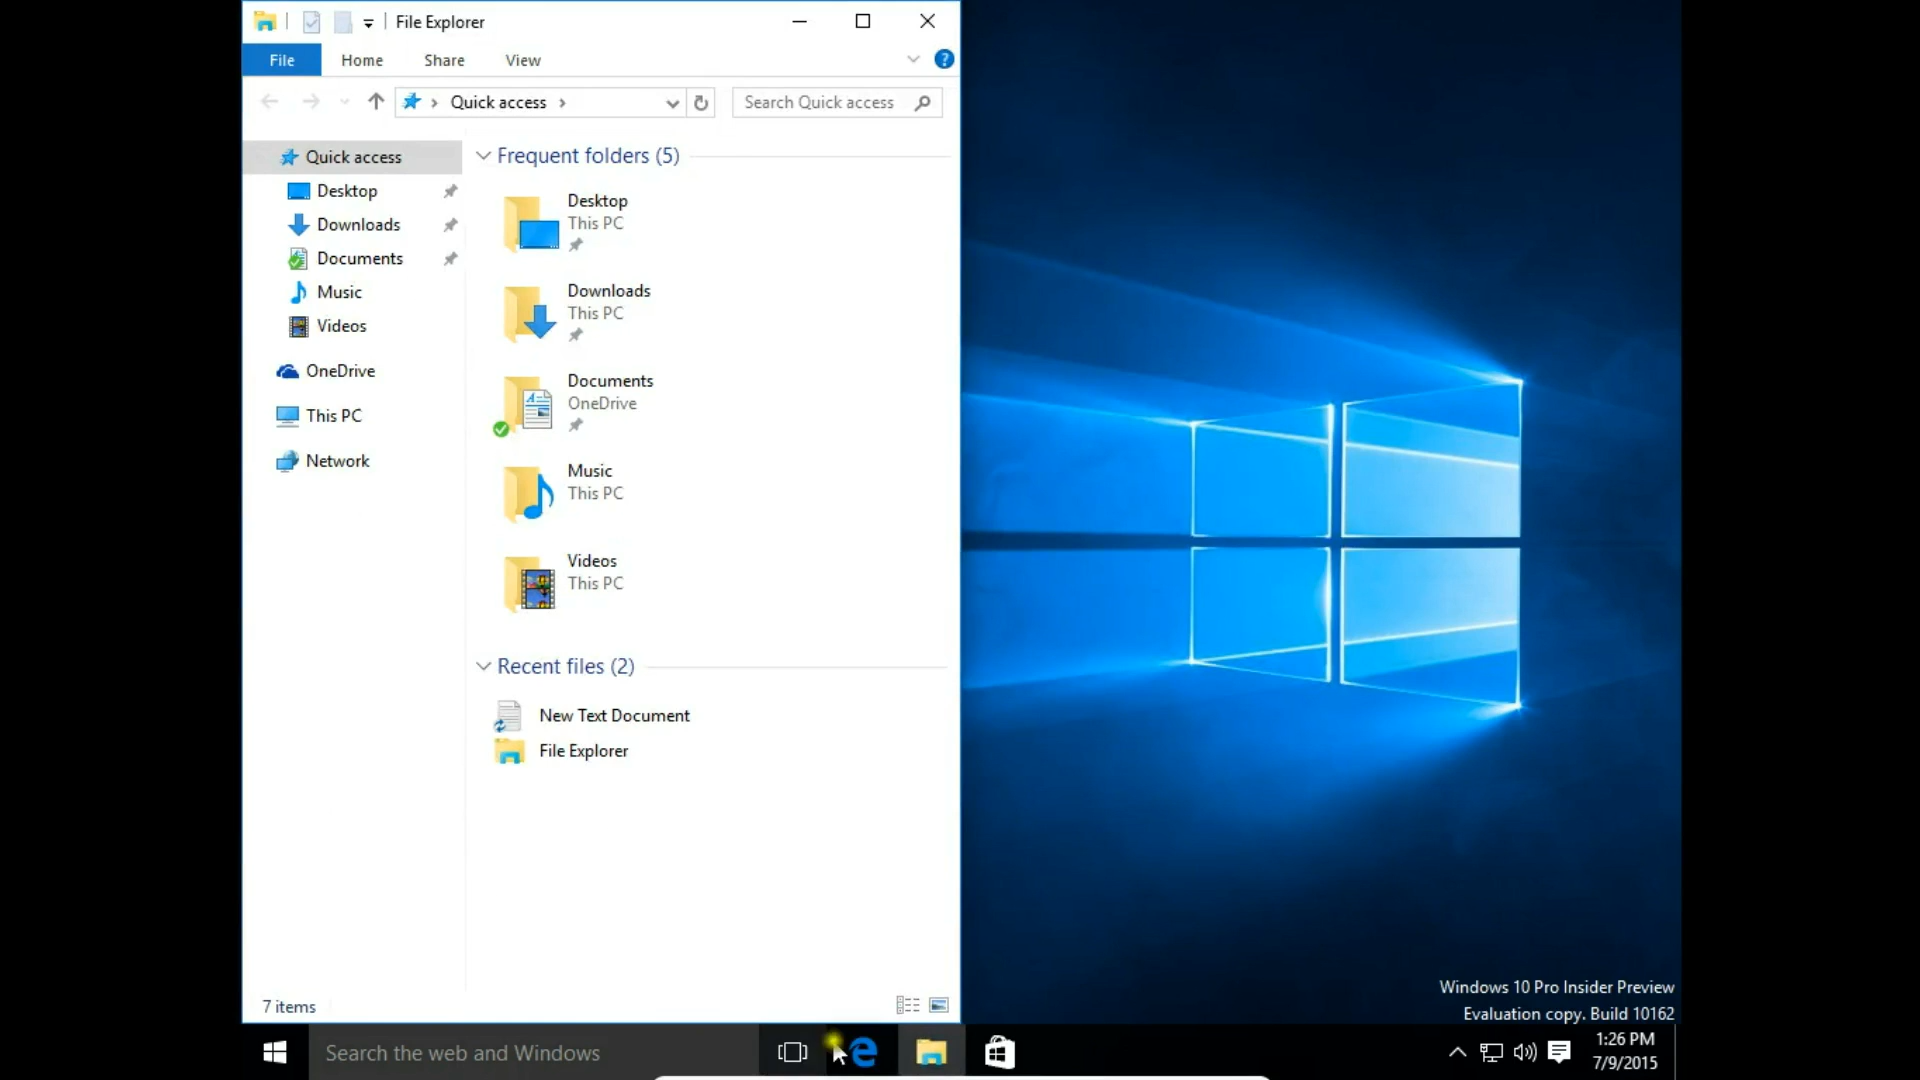 File Explorer
File Home Share View
Quick access
Search Quick access
Quick access
Desktop
Downloads
Documents
Music
Videos
OneDrive
This PC
Network
Frequent folders (5)
Desktop
This PC
Downloads
This PC
Documents
OneDrive
Music
This PC
Videos
This PC
Recent files (2)
New Text Document
File Explorer
7 items
Windows 10 Pro Insider Preview
Evaluation copy. Build 10162
Search the web and Windows
1:26 PM
7/9/2015